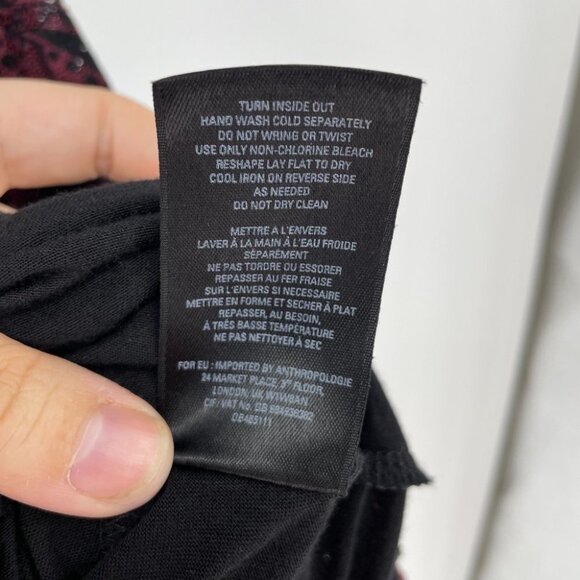 TURN INSIDE OUT
HAND WASH COLD SEPARATELY
DO NOT WRING OR TWIST
USE ONLY NON-CHLORINE BLEACH
RESHAPE LAY FLAT TO DRY
COOL IRON ON REVERSE SIDE
AS NEEDED
DO NOT DRY CLEAN
METTRE A L'ENVERS
LAVER À LA MAIN À L'EAU FROIDE
SÉPARÉMENT
NE PAS TORDRE OU ESSORER
REPASSER AU FER FRAISE
SUR L'ENVERS SI NECESSAIRE
METTRE EN FORME ET SECHER À PLAT
REPASSER, AU BESOIN,
À TRÈS BASSE TEMPÉRATURE
NE PAS NETTOYER À SEC
FOR EU : IMPORTED BY ANTHROPOLOGIE
24 MARKET PLACE, 3RD FLOOR,
LONDON, UK W1W8AN
CIF/VAT No. GB